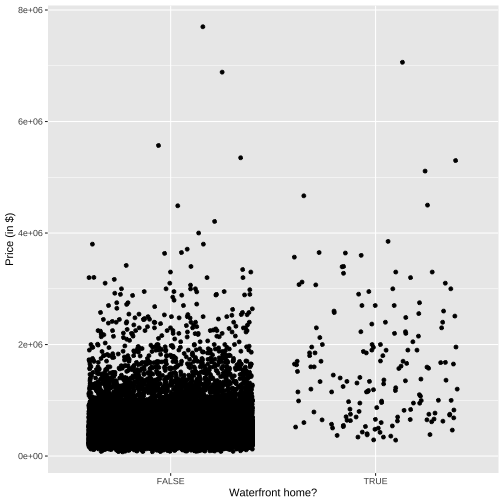 8e+06
6e+06
4e+06
2e+06
0e+00
Price (in $)
FALSE
TRUE
Waterfront home?